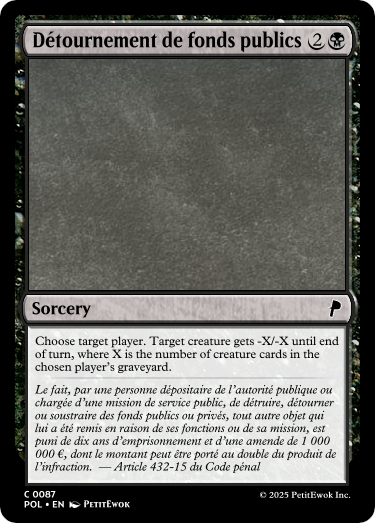 Détournement de fonds publics 2
Sorcery
Choose target player. Target creature gets -X/-X until end
of turn, where X is the number of creature cards in the
chosen player's graveyard.
Le fait, par une personne dépositaire de l'autorité publique ou
chargée d'une mission de service public, de détruire, détourner
ou soustraire des fonds publics ou privés, tout autre objet qui
lui a été remis en raison de ses fonctions ou de sa mission, est
puni de dix ans d'emprisonnement et d'une amende de 1 000
000 €, dont le montant peut être porté au double du produit de
l'infraction. — Article 432-15 du Code pénal
C 0087
POL • EN PetitEwok
© 2025 PetitEwok Inc.